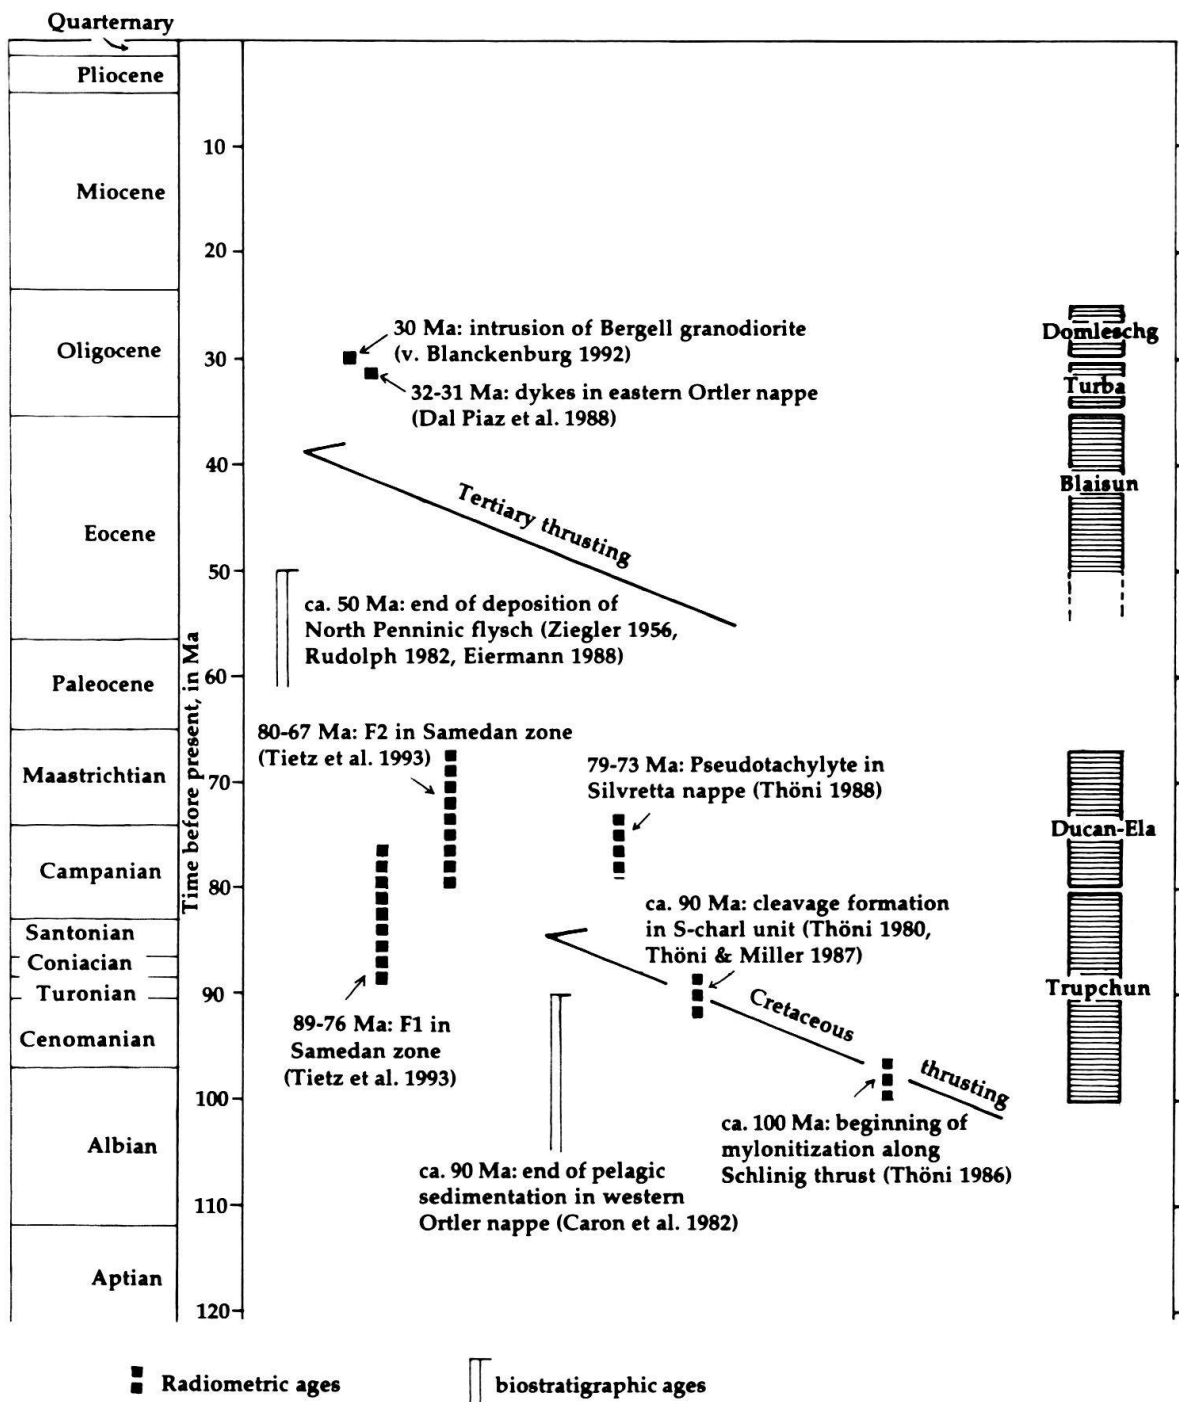 Quarternary
Pliocene
Miocene
Oligocene
Eocene
Paleocene
Maastrichtian
Campanian
Santonian
Coniacian
Turonian
Cenomanian
Albian
Aptian
Time before present, in Ma
10
20
30
40
50
60
70
80
90
100
110
120
30 Ma: intrusion of Bergell granodiorite
(v. Blanckenburg 1992)
32-31 Ma: dykes in eastern Ortler nappe
(Dal Piaz et al. 1988)
Tertiary thrusting
ca. 50 Ma: end of deposition of
North Penninic flysch (Ziegler 1956,
Rudolph 1982, Eiermann 1988)
80-67 Ma: F2 in Samedan zone
(Tietz et al. 1993)
79-73 Ma: Pseudotachylyte in
Silvretta nappe (Thöni 1988)
ca. 90 Ma: cleavage formation
in S-charl unit (Thöni 1980,
Thöni & Miller 1987)
89-76 Ma: F1 in
Samedan zone
(Tietz et al. 1993)
Cretaceous
thrusting
ca. 100 Ma: beginning of
mylonitization along
Schlinig thrust (Thöni 1986)
ca. 90 Ma: end of pelagic
sedimentation in western
Ortler nappe (Caron et al. 1982)
Domleschg
Turba
Blaisun
Ducan-Ela
Trupchun
Radiometric ages
biostratigraphic ages